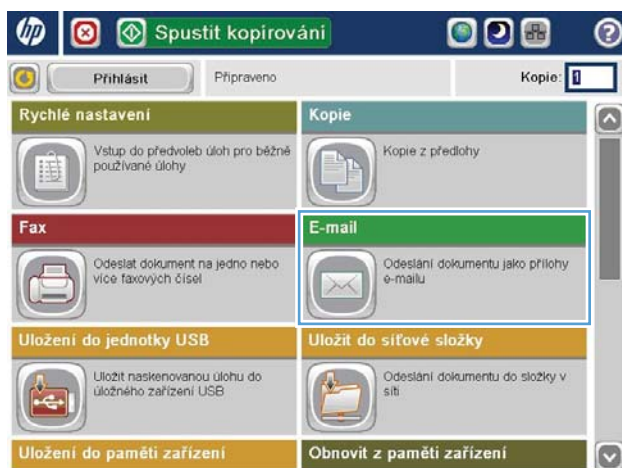 hp
Spustit kopírování
?
Přihlásit
Připraveno
Kopie: 1
Rychlé nastavení
Kopie
Vstup do předvoleb úloh pro běžně
používané úlohy
Kopie z předlohy
Fax
E-mail
Odeslat dokument na jedno nebo
více faxových čísel
Odeslání dokumentu jako přílohy
e-mailu
Uložení do jednotky USB
Uložit do síťové složky
Uložit naskenovanou úlohu do
úložného zařízení USB
Odeslání dokumentu do složky v
síti
Uložení do paměti zařízení
Obnovit z paměti zařízení